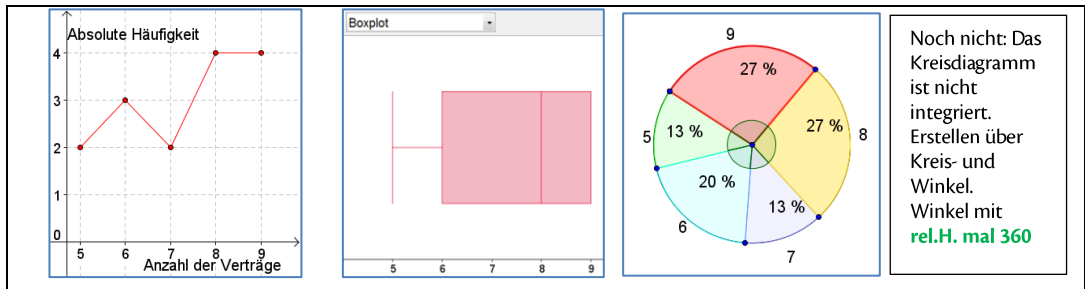 Absolute Häufigkeit
4
3
2
1
0
5 6 7 8 9
Anzahl der Verträge
Boxplot
5 6 7 8 9
9
27 %
27 %
8
5
13 %
20 %
13 %
6
7
Noch nicht: Das
Kreisdiagramm
ist nicht
integriert.
Erstellen über
Kreis- und
Winkel.
Winkel mit
rel.H. mal 360